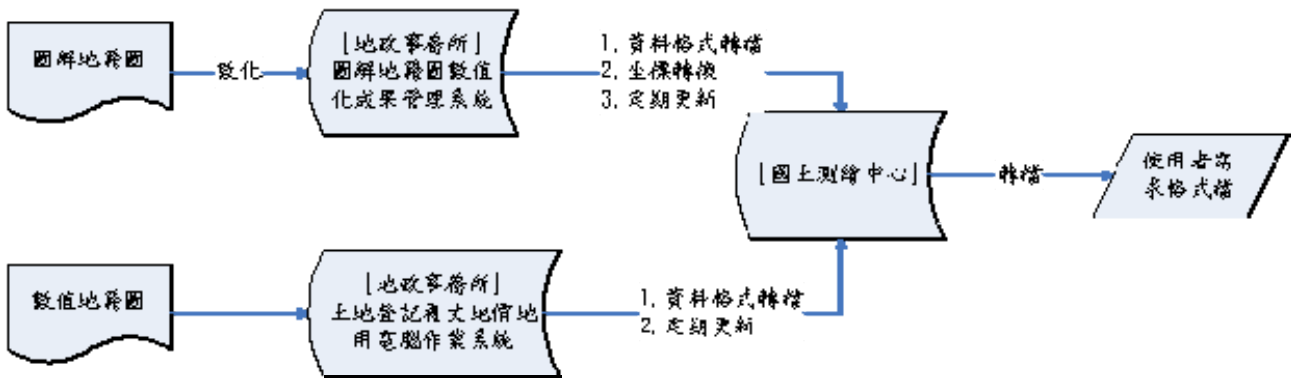 圖解地籍圖
數化
[地政事務所]
圖解地籍圖數值
化成果管理系統
1. 資料格式轉檔
2. 坐標轉換
3. 定期更新
[國土測繪中心]
轉檔
使用者需
求格式檔
數值地籍圖
[地政事務所]
土地登記複丈地價地
用電腦作業系統
1. 資料格式轉檔
2. 定期更新